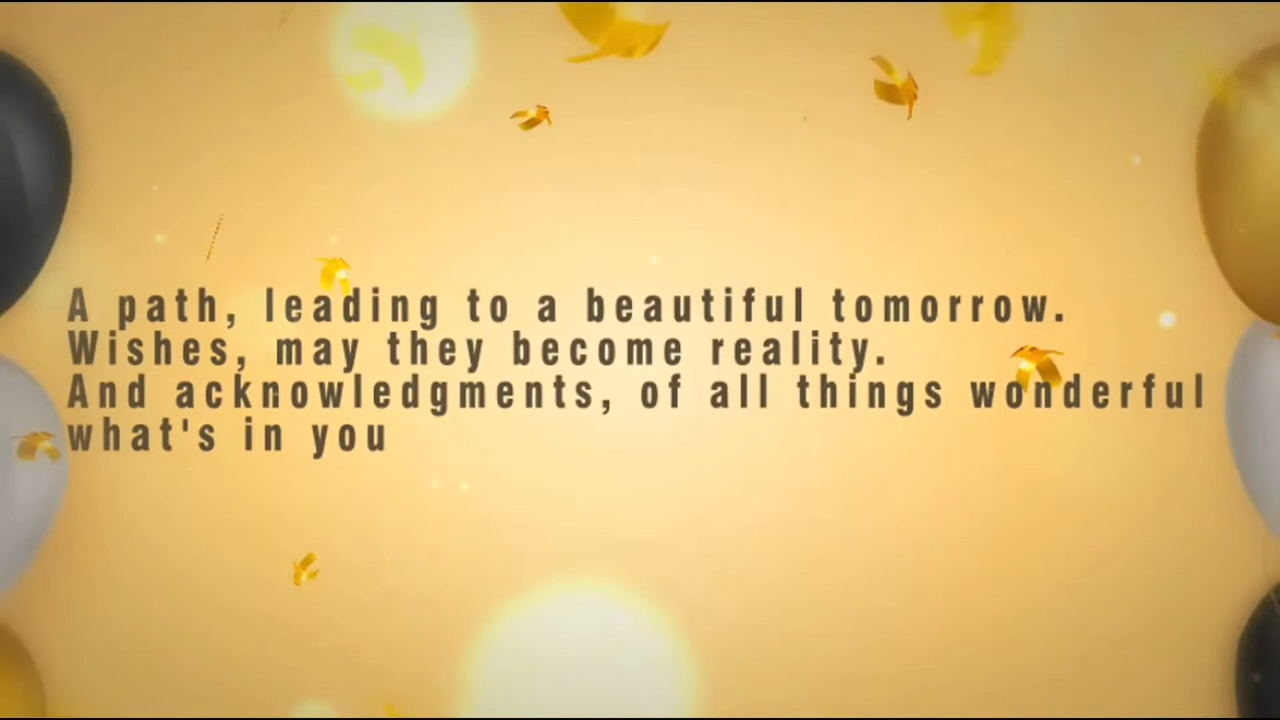 A path, leading to a beautiful tomorrow.
Wishes, may they become reality.
And acknowledgments, of all things wonderful
what's in you